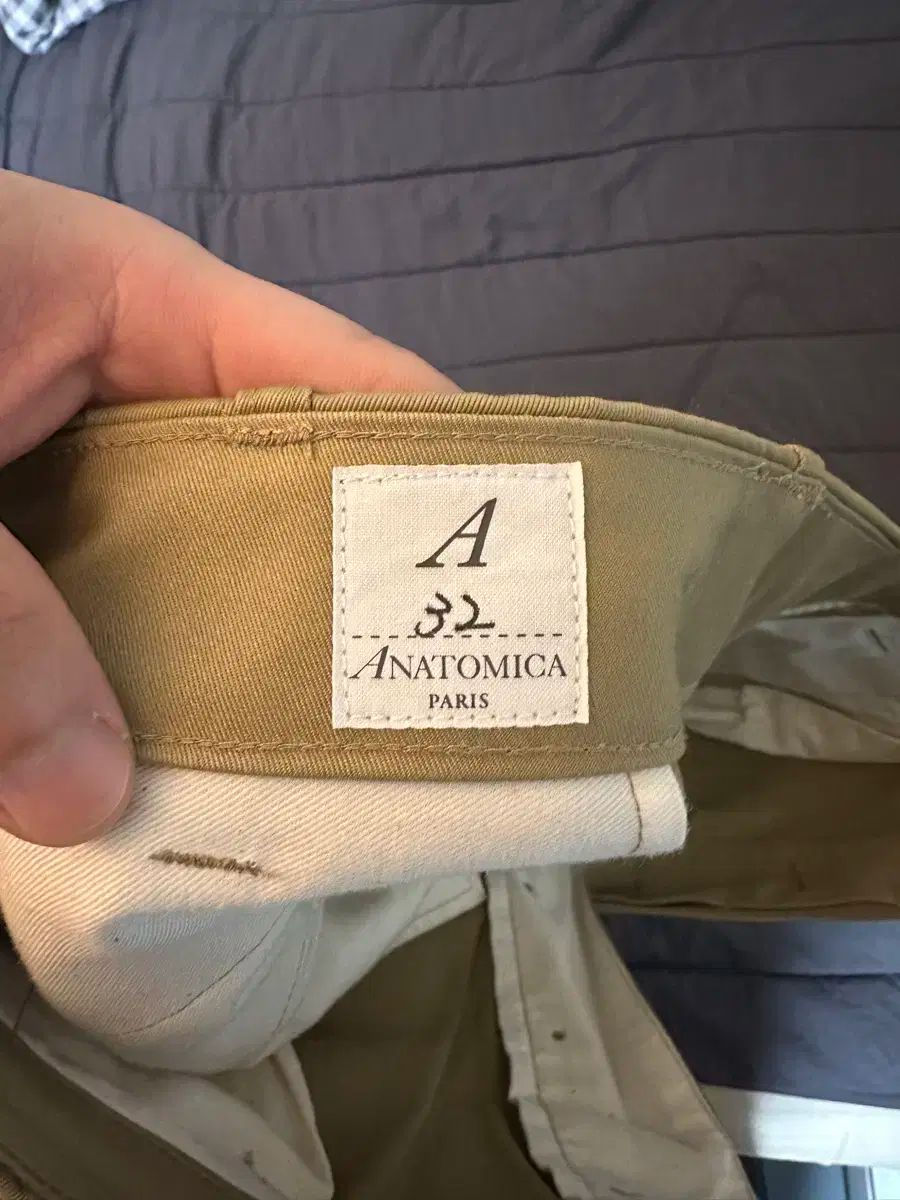 A
32
ANATOMICA
PARIS